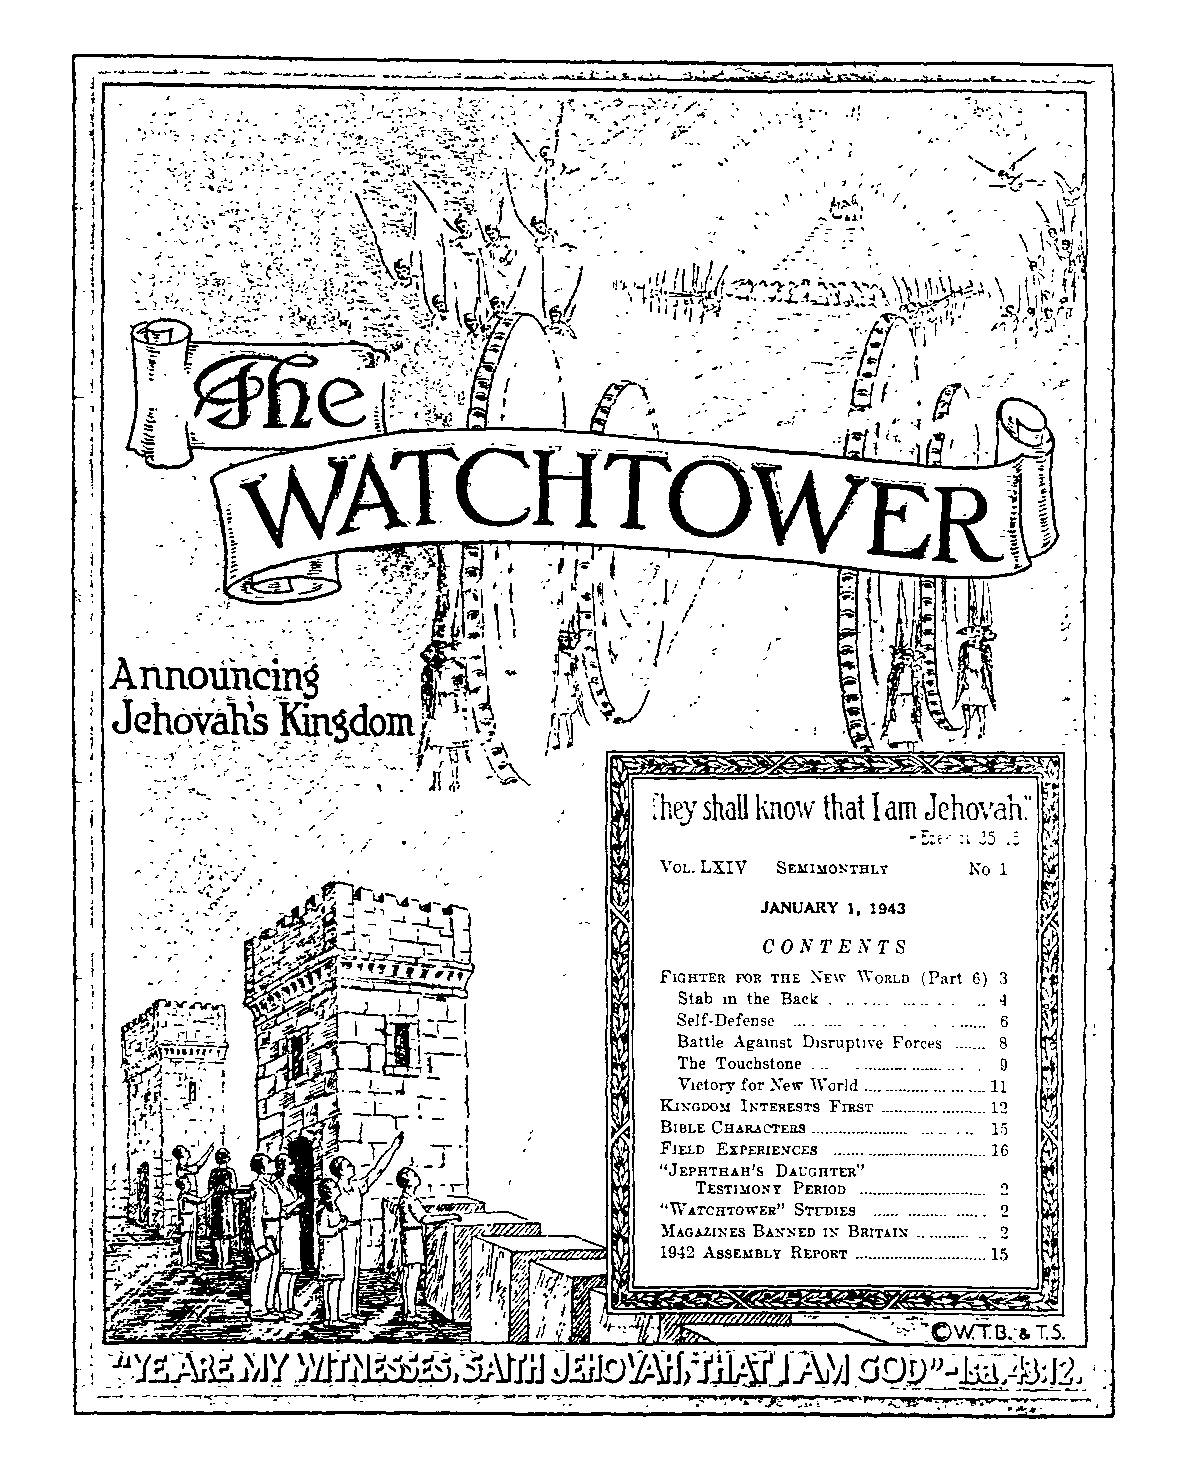 The
WATCHTOWER
Announcing
Jehovah's Kingdom
They shall know that I am Jehovah."
VOL. LXIV SEMIMONTHLY No 1
JANUARY 1, 1943
CONTENTS
FIGHTER FOR THE NEW WORLD (Part 6) 3
Stab in the Back 4
Self-Defense 6
Battle Against Disruptive Forces 8
The Touchstone 9
Victory for New World 11
KINGDOM INTERESTS FIRST 12
BIBLE CHARACTERS 15
FIELD EXPERIENCES 16
"JEPHTHAH'S DAUGHTER"
TESTIMONY PERIOD 2
"WATCHTOWER" STUDIES 2
MAGAZINES BANNED IN BRITAIN 2
1942 ASSEMBLY REPORT 15
©W.T.B. & T.S.
"YE ARE MY WITNESSES, SAITH JEHOVAH, THAT I AM GOD"-Isa. 43:12.